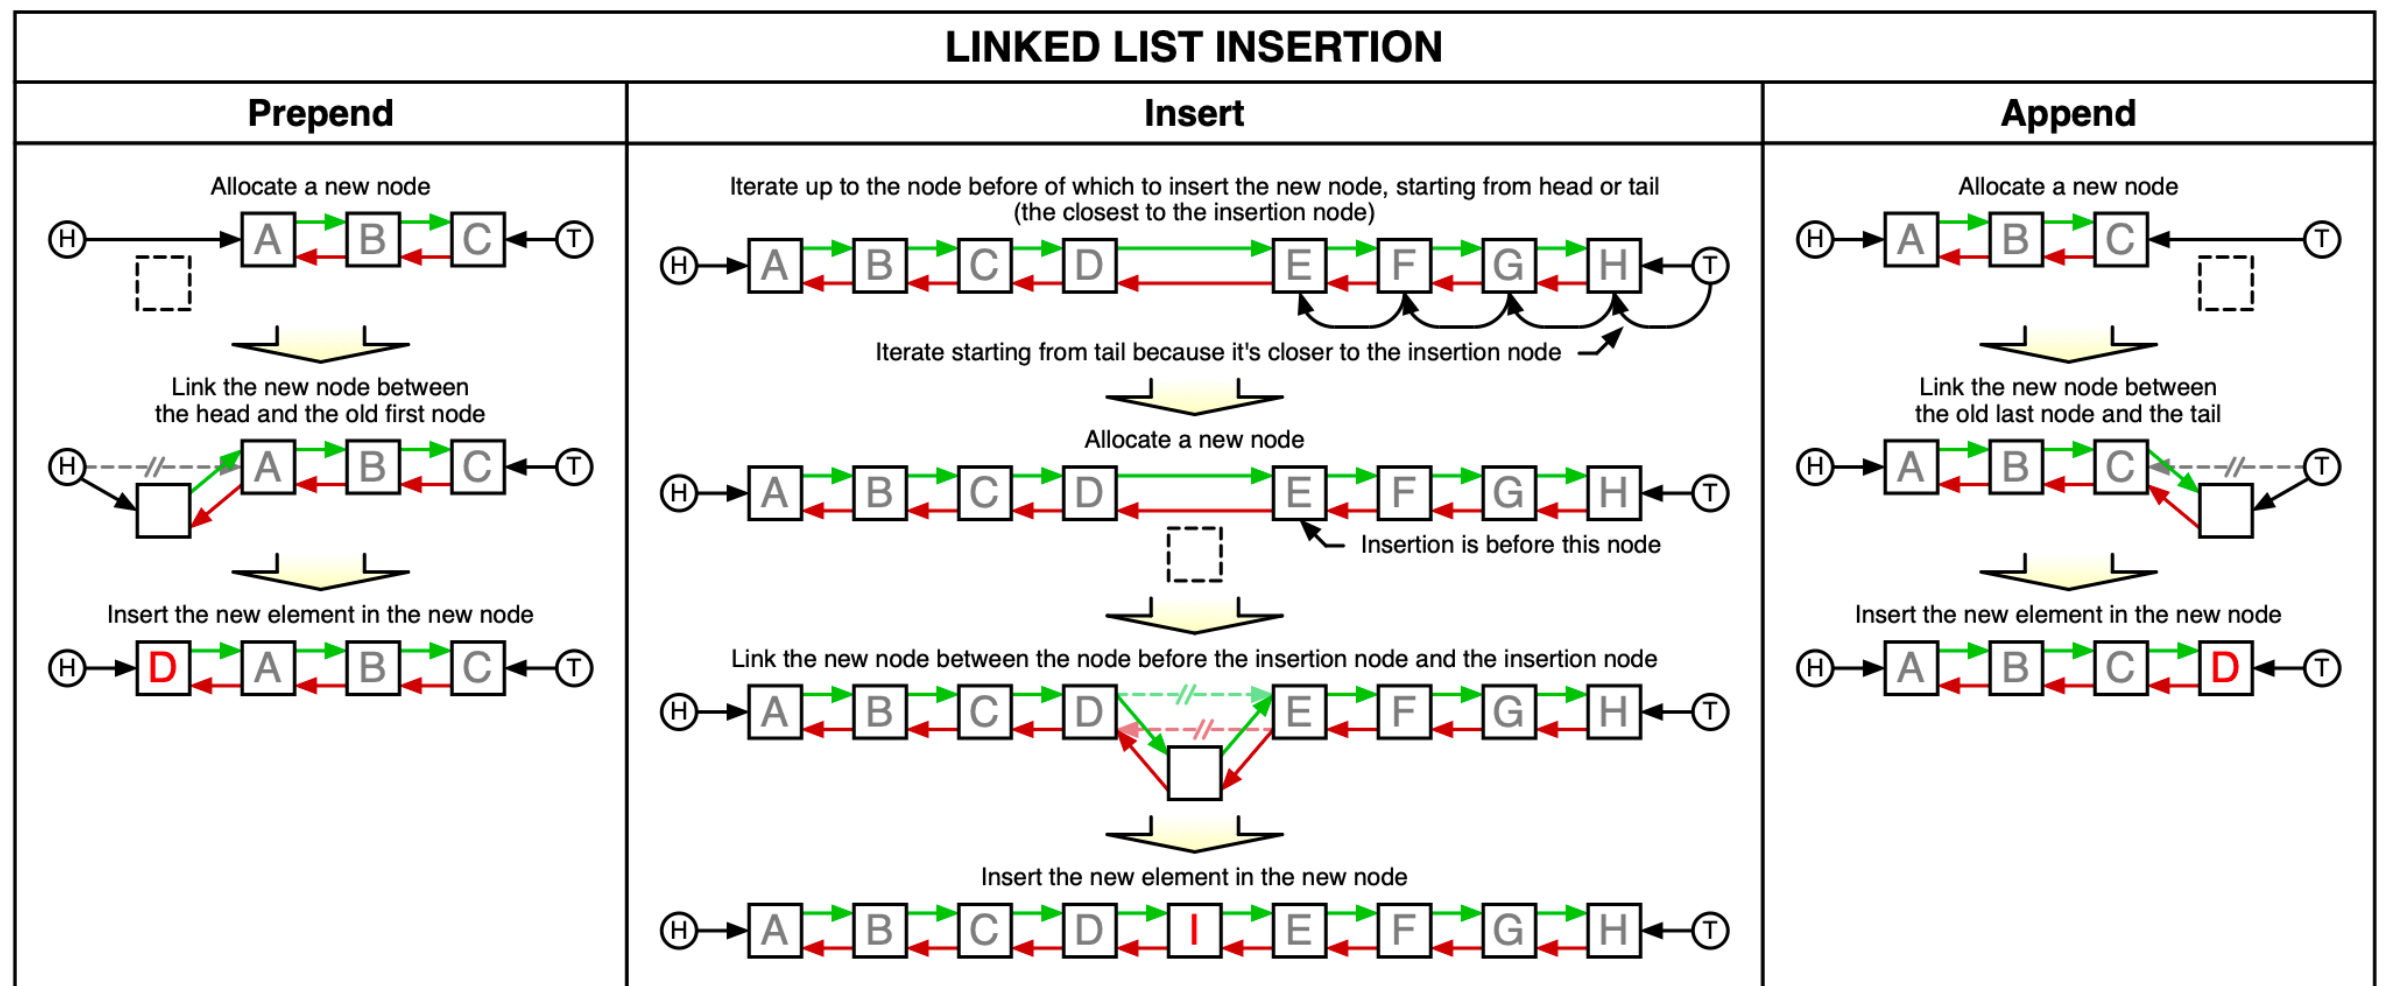 LINKED LIST INSERTION
Prepend
Allocate a new node
H A B C T
Link the new node between
the head and the old first node
H A B C T
Insert the new element in the new node
H D A B C T
Insert
Iterate up to the node before of which to insert the new node, starting from head or tail
(the closest to the insertion node)
H A B C D E F G H T
Iterate starting from tail because it's closer to the insertion node
Allocate a new node
H A B C D E F G H T
Insertion is before this node
Link the new node between the node before the insertion node and the insertion node
H A B C D E F G H T
Insert the new element in the new node
H A B C D I E F G H T
Append
Allocate a new node
H A B C T
Link the new node between
the old last node and the tail
H A B C T
Insert the new element in the new node
H A B C D T